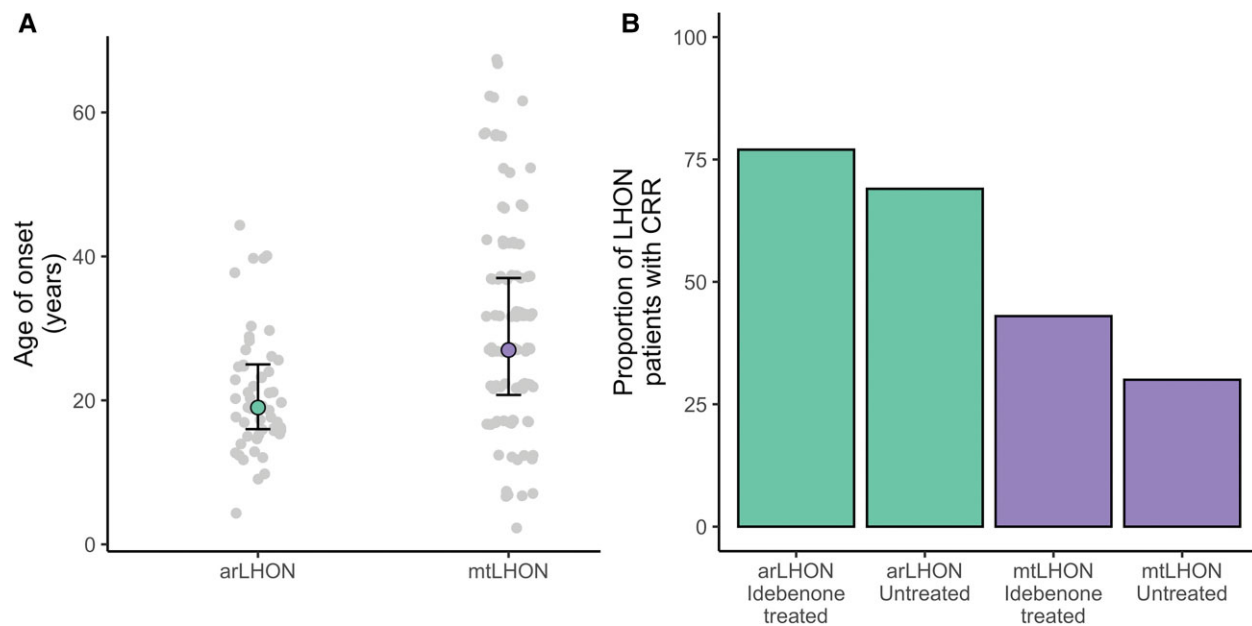 A
Age of onset
(years)
60
40
20
0
arLHON
mtLHON
B
Proportion of LHON
patients with CRR
100
75
50
25
0
arLHON
Idebenone
treated
arLHON
Untreated
mtLHON
Idebenone
treated
mtLHON
Untreated